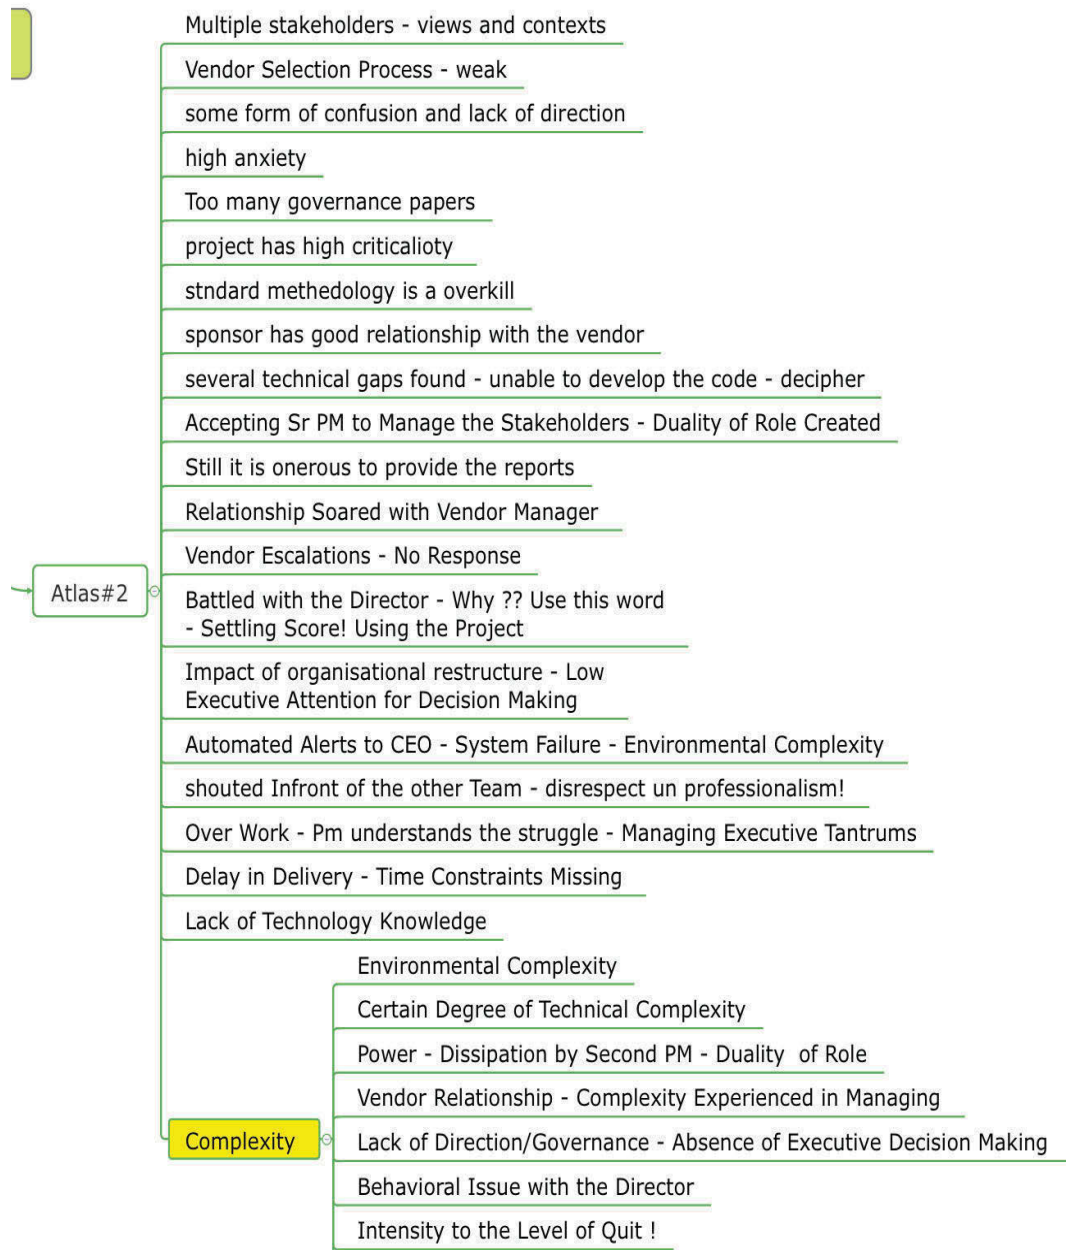 Multiple stakeholders - views and contexts
Vendor Selection Process - weak
some form of confusion and lack of direction
high anxiety
Too many governance papers
project has high criticalioty
stndard methedology is a overkill
sponsor has good relationship with the vendor
several technical gaps found - unable to develop the code - decipher
Accepting Sr PM to Manage the Stakeholders - Duality of Role Created
Still it is onerous to provide the reports
Relationship Soared with Vendor Manager
Vendor Escalations - No Response
Atlas#2
Battled with the Director - Why ?? Use this word
- Settling Score! Using the Project
Impact of organisational restructure - Low
Executive Attention for Decision Making
Automated Alerts to CEO - System Failure - Environmental Complexity
shouted Infront of the other Team - disrespect un professionalism!
Over Work - Pm understands the struggle - Managing Executive Tantrums
Delay in Delivery - Time Constraints Missing
Lack of Technology Knowledge
Complexity
Environmental Complexity
Certain Degree of Technical Complexity
Power - Dissipation by Second PM - Duality  of Role
Vendor Relationship - Complexity Experienced in Managing
Lack of Direction/Governance - Absence of Executive Decision Making
Behavioral Issue with the Director
Intensity to the Level of Quit !